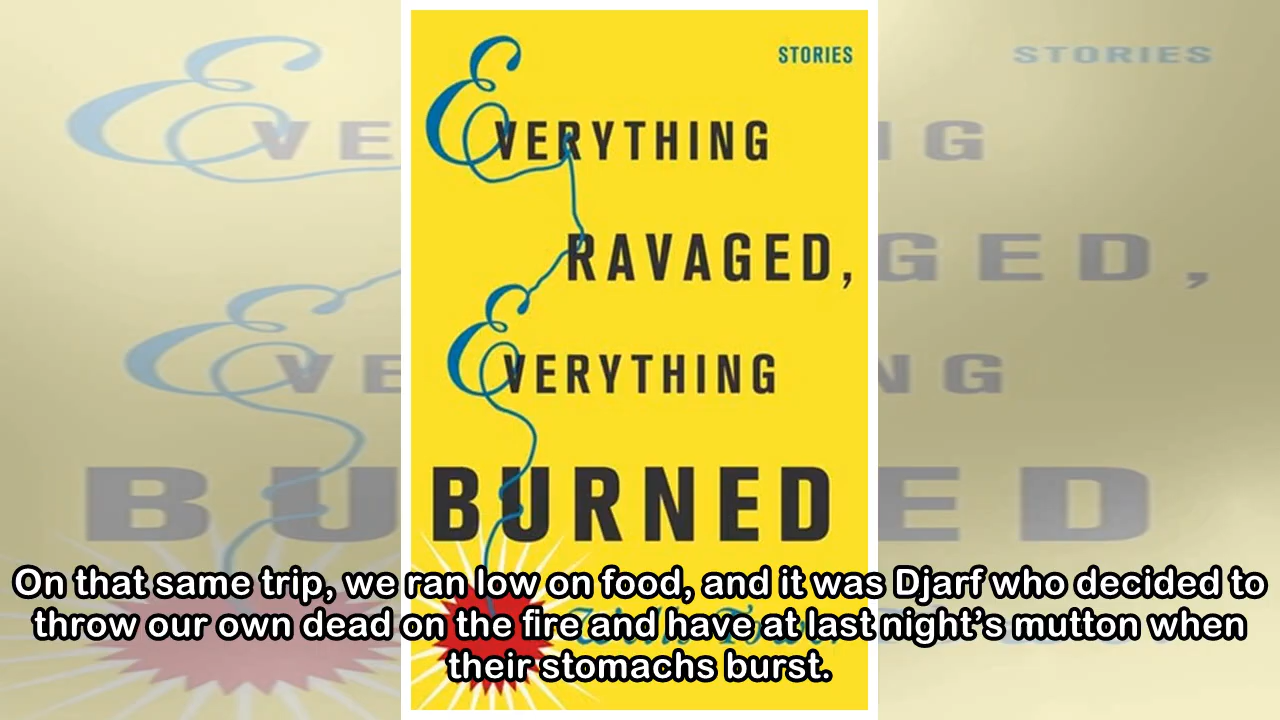 STORIES
EVERYTHING
RAVAGED,
EVERYTHING
BURNED
On that same trip, we ran low on food, and it was Djarf who decided to
throw our own dead on the fire and have at last night’s mutton when
their stomachs burst.